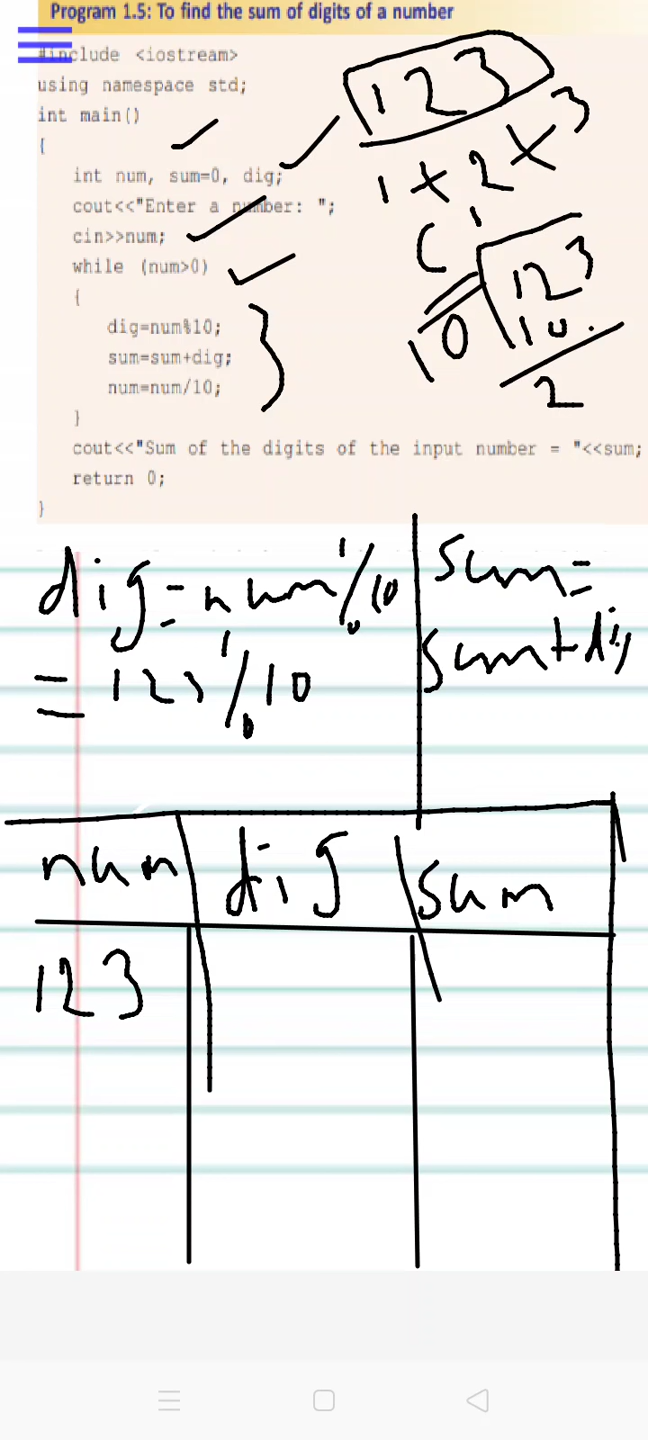 Program 1.5: To find the sum of digits of a number
#include <iostream>
using namespace std;
int main()
{
int num, sum=0, dig;
cout<<"Enter a number: ";
cin>>num;
while (num>0)
{
dig=num%10;
sum=sum+dig;
num=num/10;
}
cout<<"Sum of the digits of the input number = "<<sum;
return 0;
}
123
1+2+3
123
10
10
2
dig=num%10
=123%10
sum=
sum+dig
num dig sum
123